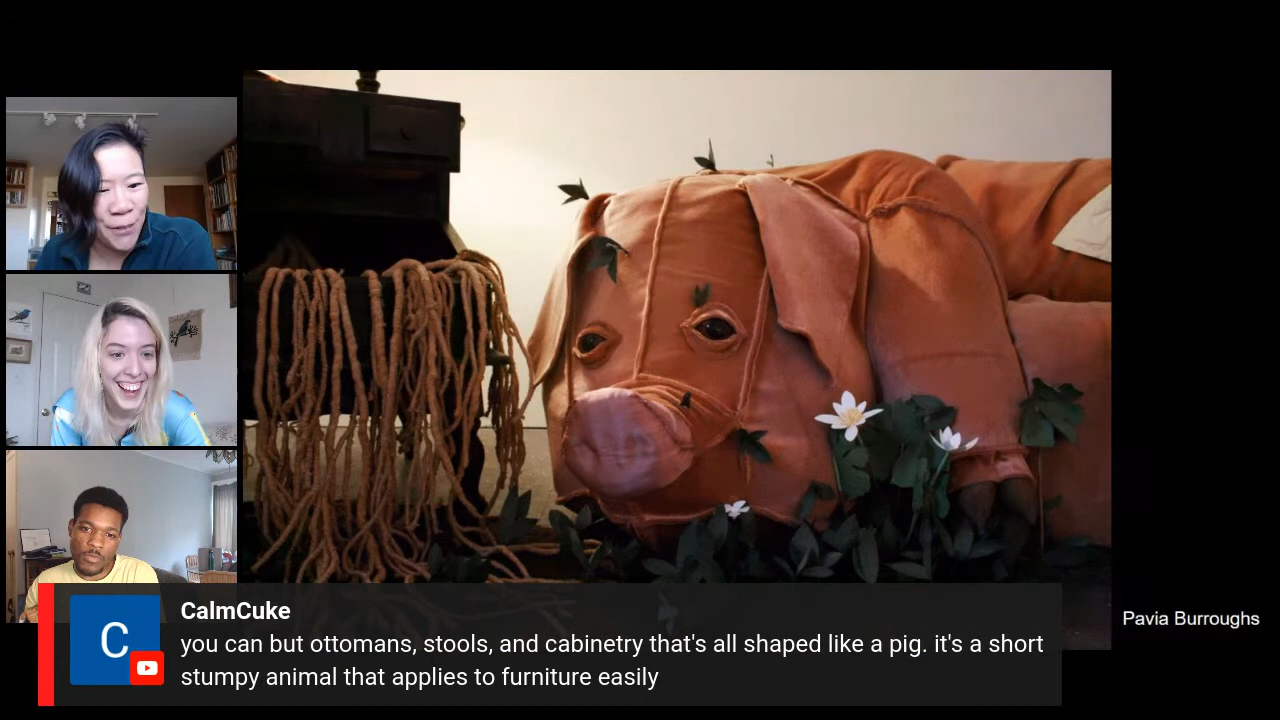 Pavia Burroughs
C
CalmCuke
you can but ottomans, stools, and cabinetry that's all shaped like a pig. it's a short
stumpy animal that applies to furniture easily